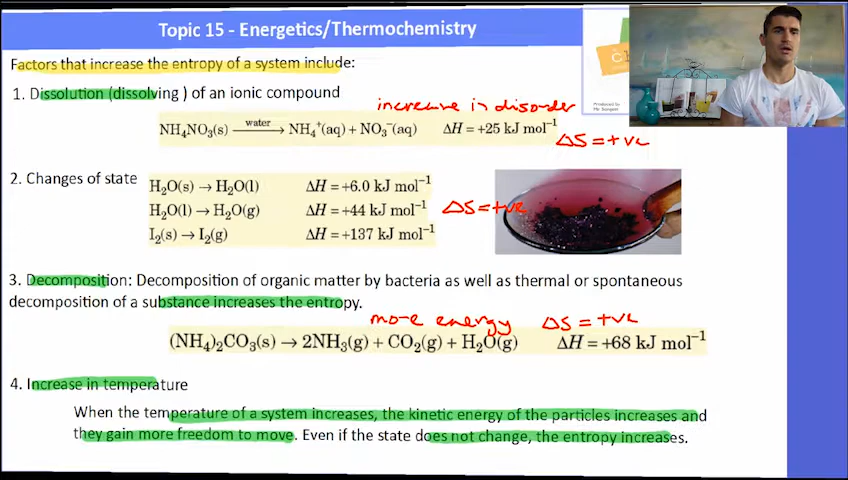 Topic 15 - Energetics/Thermochemistry
Factors that increase the entropy of a system include:
1. Dissolution (dissolving ) of an ionic compound
increase in disorder
NH₄NO₃(s) —water→ NH₄⁺(aq) + NO₃⁻(aq) ΔH = +25 kJ mol⁻¹
ΔS = +ve
Produced by
Mr Surgeon
2. Changes of state
H₂O(s) → H₂O(l) ΔH = +6.0 kJ mol⁻¹
H₂O(l) → H₂O(g) ΔH = +44 kJ mol⁻¹
ΔS = +ve
I₂(s) → I₂(g) ΔH = +137 kJ mol⁻¹
3. Decomposition: Decomposition of organic matter by bacteria as well as thermal or spontaneous
decomposition of a substance increases the entropy.
more energy ΔS = +ve
(NH₄)₂CO₃(s) → 2NH₃(g) + CO₂(g) + H₂O(g) ΔH = +68 kJ mol⁻¹
4. Increase in temperature
When the temperature of a system increases, the kinetic energy of the particles increases and
they gain more freedom to move. Even if the state does not change, the entropy increases.